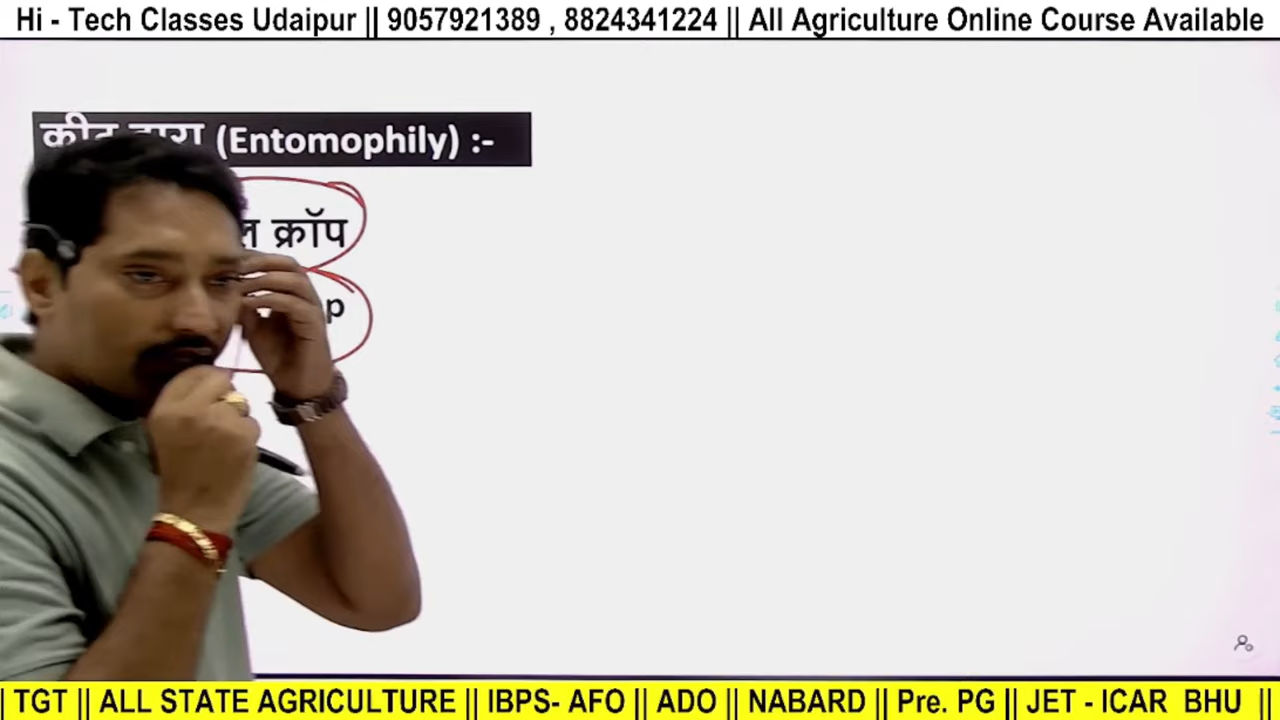 Hi - Tech Classes Udaipur || 9057921389 , 8824341224 || All Agriculture Online Course Available
(Entomophily) :-
क्रॉप
| TGT || ALL STATE AGRICULTURE || IBPS- AFO || ADO || NABARD || Pre. PG || JET - ICAR BHU ||